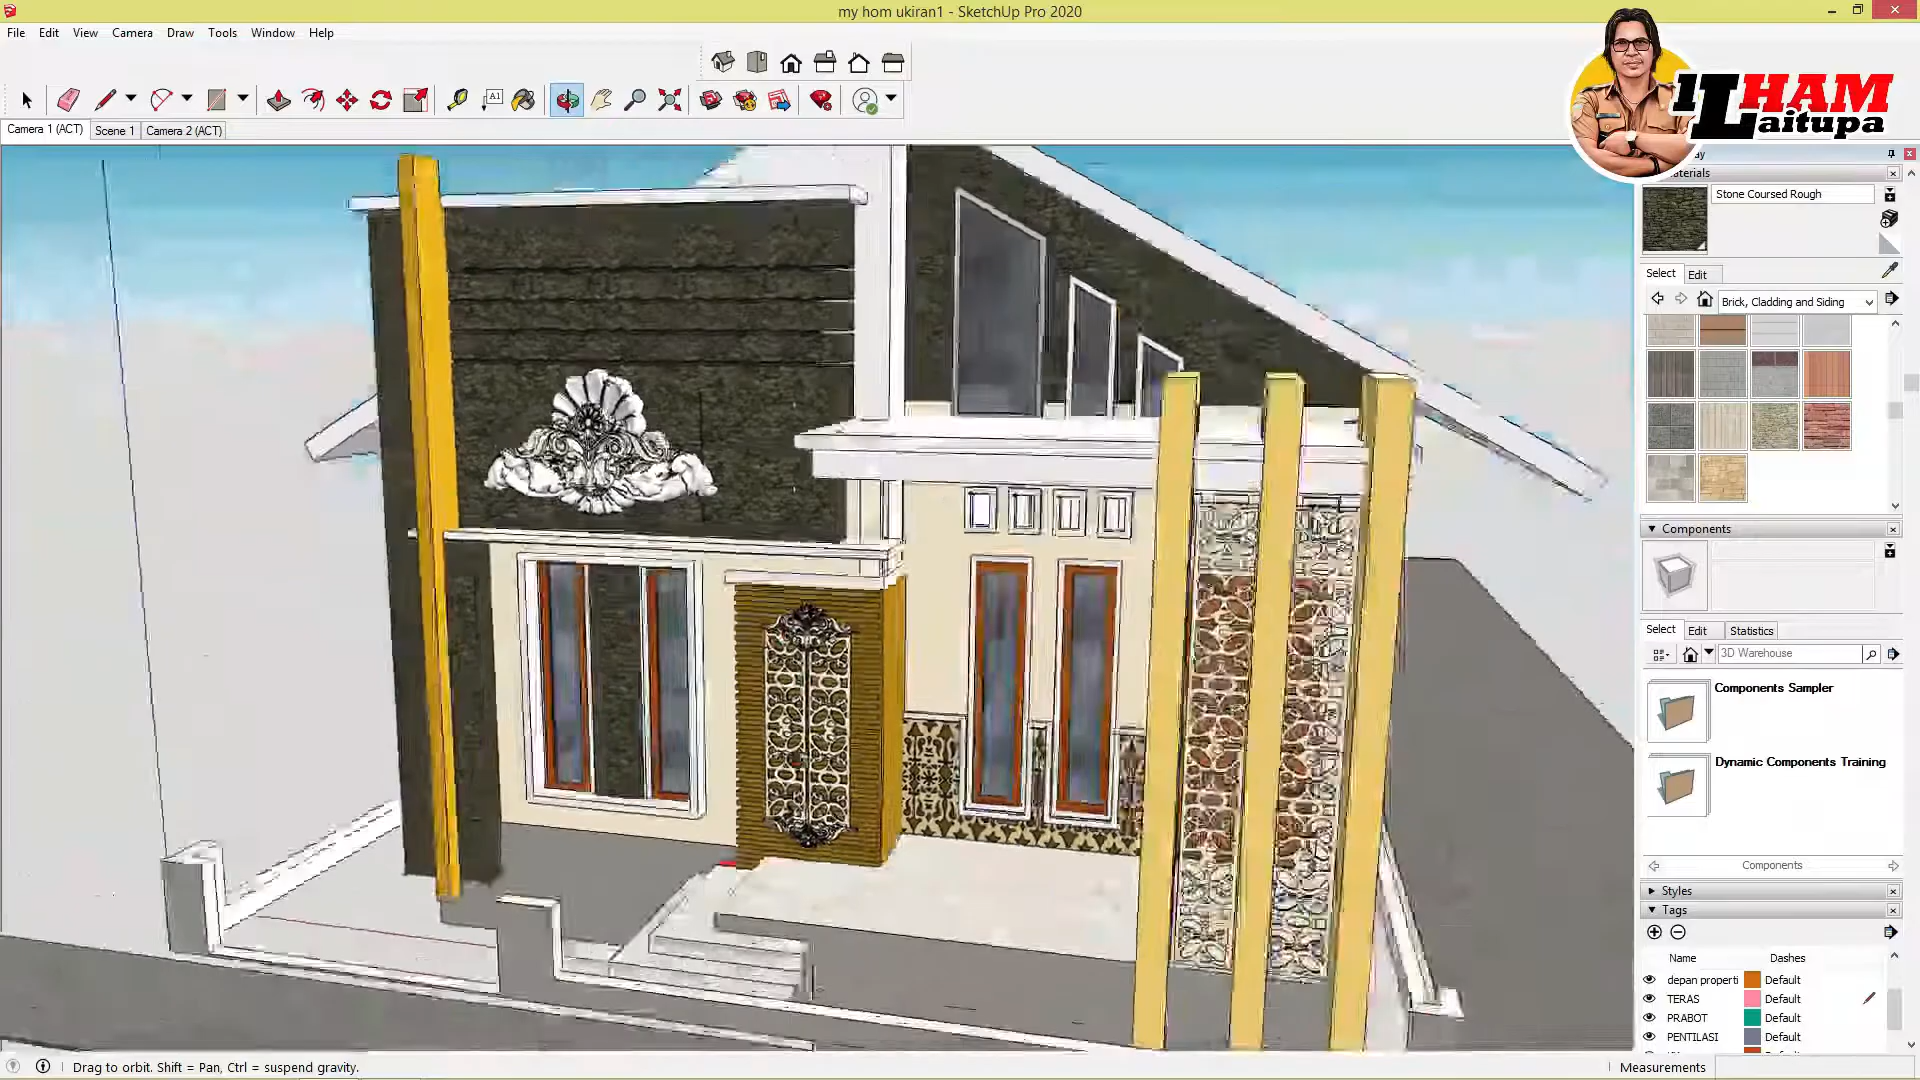 my hom ukiran1 - SketchUp Pro 2020
File Edit View Camera Draw Tools Window Help
A1
ILHAM
Laitupa
Camera 1 (ACT) Scene 1 Camera 2 (ACT)
Stone Coursed Rough
Select Edit
Brick, Cladding and Siding
Components
Select Edit Statistics
3D Warehouse
Components Sampler
Dynamic Components Training
Components
Styles
Tags
Name Dashes
depan properti Default
TERAS Default
PRABOT Default
PENTILASI Default
Drag to orbit. Shift = Pan, Ctrl = suspend gravity.
Measurements